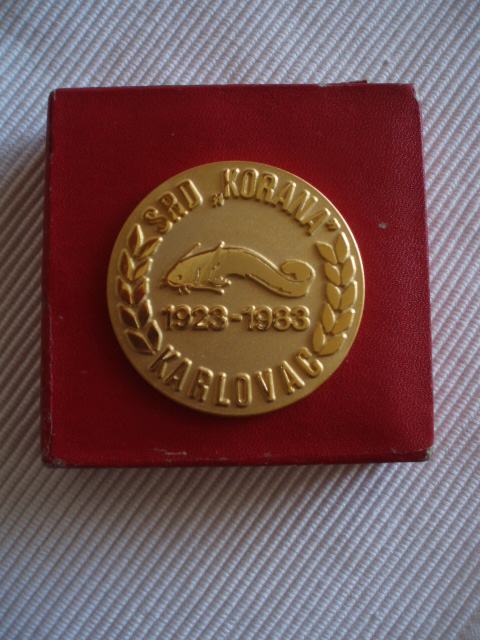 SRD „KORANA”
1923-1983
KARLOVAC